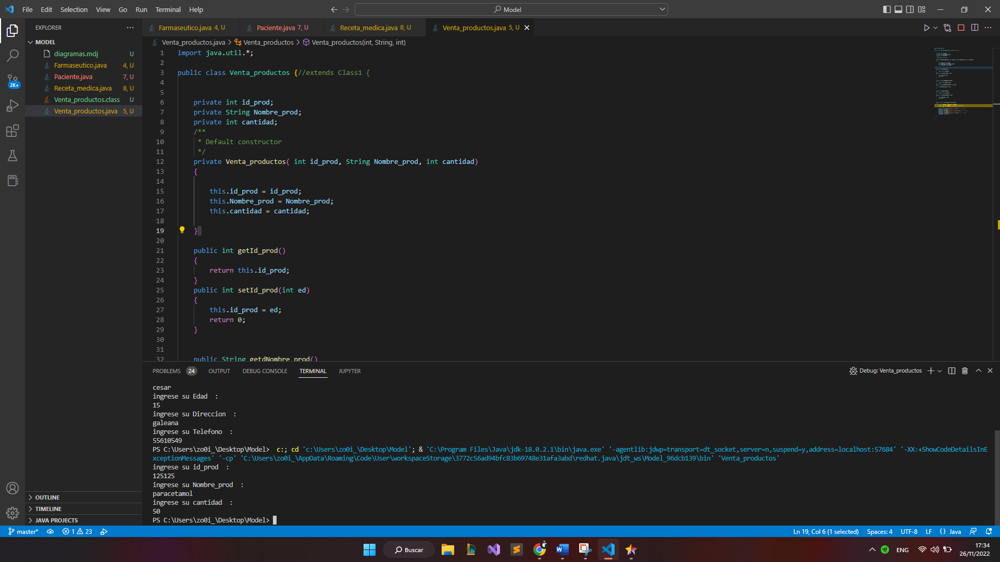 File Edit Selection View Go Run Terminal Help
Model
EXPLORER
MODEL
diagramas.mdj U
Farmaseutico.java 4, U
Paciente.java 7, U
Receta_medica.java 8, U
Venta_productos.class U
Venta_productos.java 5, U
2K+
OUTLINE
TIMELINE
JAVA PROJECTS
Farmaseutico.java 4, U
Paciente.java 7, U
Receta_medica.java 8, U
Venta_productos.java 5, U
Venta_productos.java > Venta_productos > Venta_productos(int, String, int)
1 import java.util.*;
2
3 public class Venta_productos {//extends Class1 {
4
5
6 private int id_prod;
7 private String Nombre_prod;
8 private int cantidad;
9 /**
10 * Default constructor
11 */
12 private Venta_productos( int id_prod, String Nombre_prod, int cantidad)
13 {
14
15 this.id_prod = id_prod;
16 this.Nombre_prod = Nombre_prod;
17 this.cantidad = cantidad;
18
19 }
20
21 public int getId_prod()
22 {
23 return this.id_prod;
24 }
25 public int setId_prod(int ed)
26 {
27 this.id_prod = ed;
28 return 0;
29 }
30
31
32 public String getdNombre_prod()
PROBLEMS 24 OUTPUT DEBUG CONSOLE TERMINAL JUPYTER
Debug: Venta_productos
cesar
ingrese su Edad  :
15
ingrese su Direccion  :
galeana
ingrese su Telefono  :
55610549
PS C:\Users\zo0i_\Desktop\Model>  c:; cd 'c:\Users\zo0i_\Desktop\Model'; & 'C:\Program Files\Java\jdk-18.0.2.1\bin\java.exe' '-agentlib:jdwp=transport=dt_socket,server=n,suspend=y,address=localhost:57684' '-XX:+ShowCodeDetailsInE
xceptionMessages' '-cp' 'C:\Users\zo0i_\AppData\Roaming\Code\User\workspaceStorage\3772c56ad94bfc83b69748e31afa3abd\redhat.java\jdt_ws\Model_96dcb139\bin' 'Venta_productos'
ingrese su id_prod  :
125125
ingrese su Nombre_prod  :
paracetamol
ingrese su cantidad  :
50
PS C:\Users\zo0i_\Desktop\Model>
master* 1 23
Ln 19, Col 6 (1 selected) Spaces: 4 UTF-8 LF {} Java
Buscar
ENG
17:34
26/11/2022